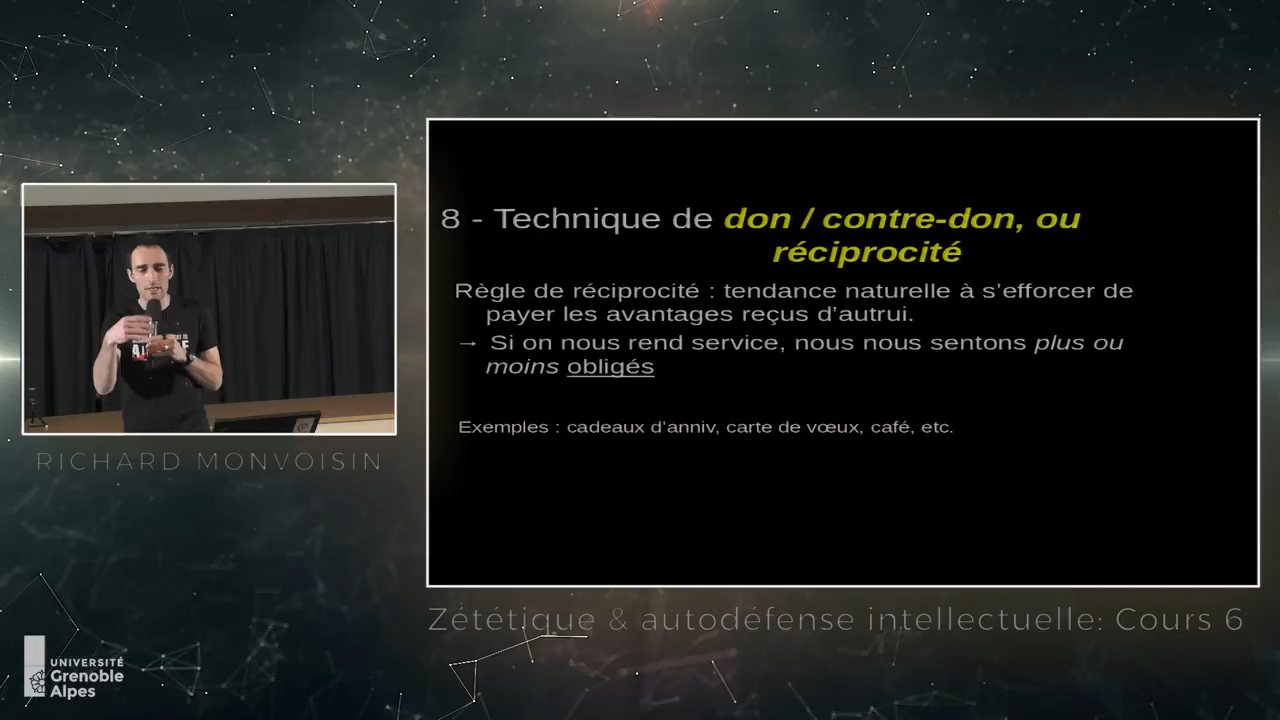 8 - Technique de don / contre-don, ou
réciprocité
Règle de réciprocité : tendance naturelle à s’efforcer de
payer les avantages reçus d’autrui.
→ Si on nous rend service, nous nous sentons plus ou
moins obligés
Exemples : cadeaux d’anniv, carte de vœux, café, etc.
RICHARD MONVOISIN
Zététique & autodéfense intellectuelle: Cours 6
UNIVERSITÉ
Grenoble
Alpes